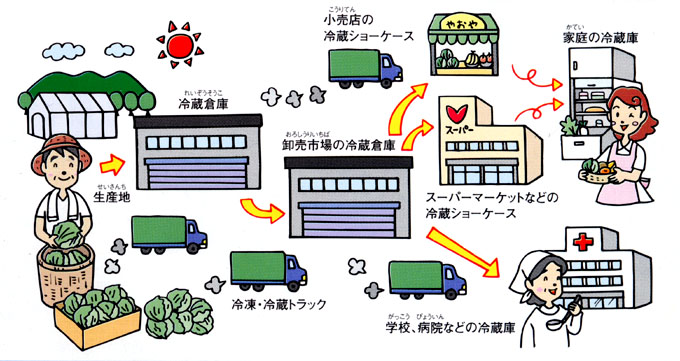 こうりてん
小売店の
冷蔵ショーケース
やおや
かてい
家庭の冷蔵庫
れいぞうそうこ
冷蔵倉庫
おろしうりいちば
卸売市場の冷蔵倉庫
スーパー
せいさんち
生産地
スーパーマーケットなどの
冷蔵ショーケース
冷凍・冷蔵トラック
がっこう びょういん
学校、病院などの冷蔵庫